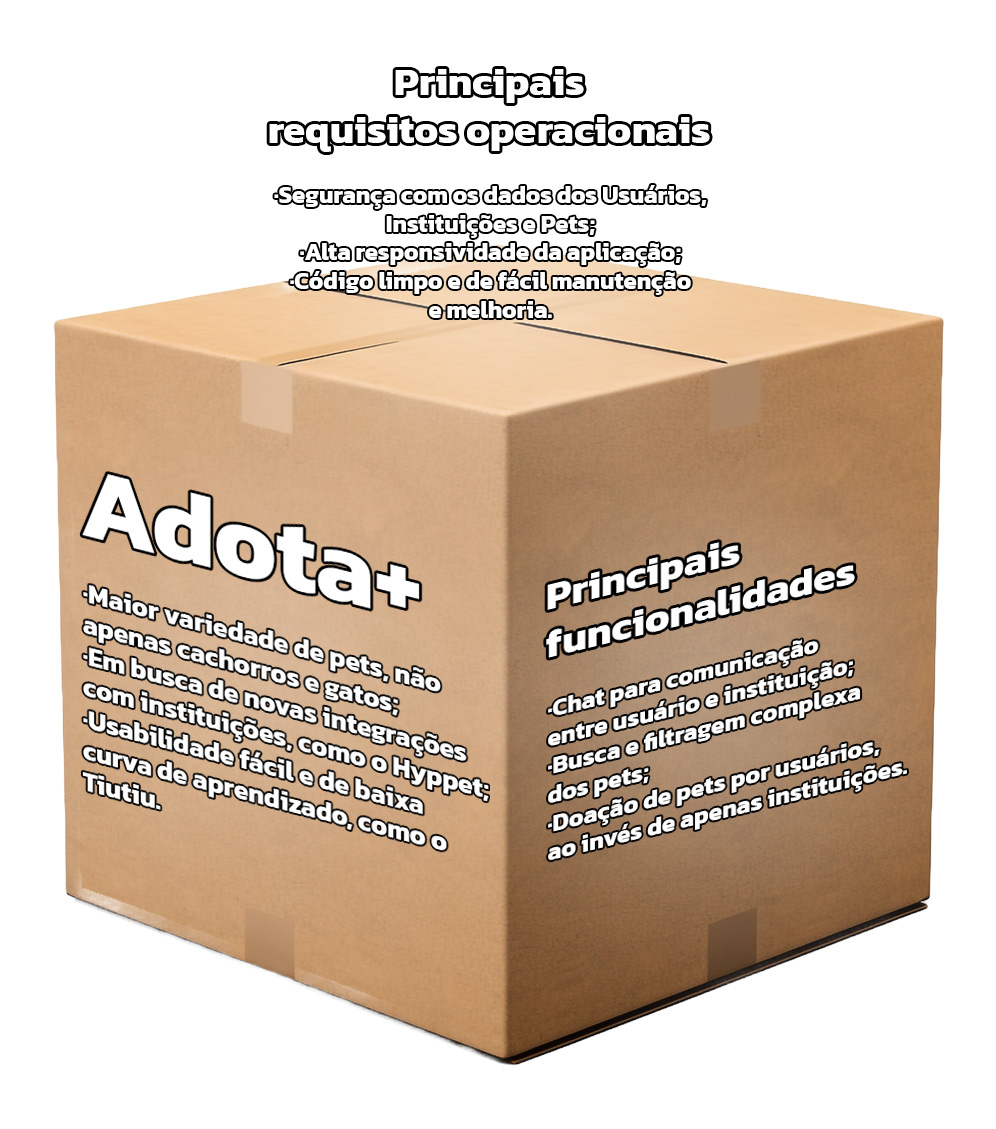 Principais
requisitos operacionais
·Segurança com os dados dos Usuários,
Instituições e Pets;
·Alta responsividade da aplicação;
·Código limpo e de fácil manutenção
e melhoria.
Adota+
·Maior variedade de pets, não
apenas cachorros e gatos;
·Em busca de novas integrações
com instituições, como o Hyppet;
·Usabilidade fácil e de baixa
curva de aprendizado, como o
Tiutiu.
Principais
funcionalidades
·Chat para comunicação
entre usuário e instituição;
·Busca e filtragem complexa
dos pets;
·Doação de pets por usuários,
ao invés de apenas instituições.